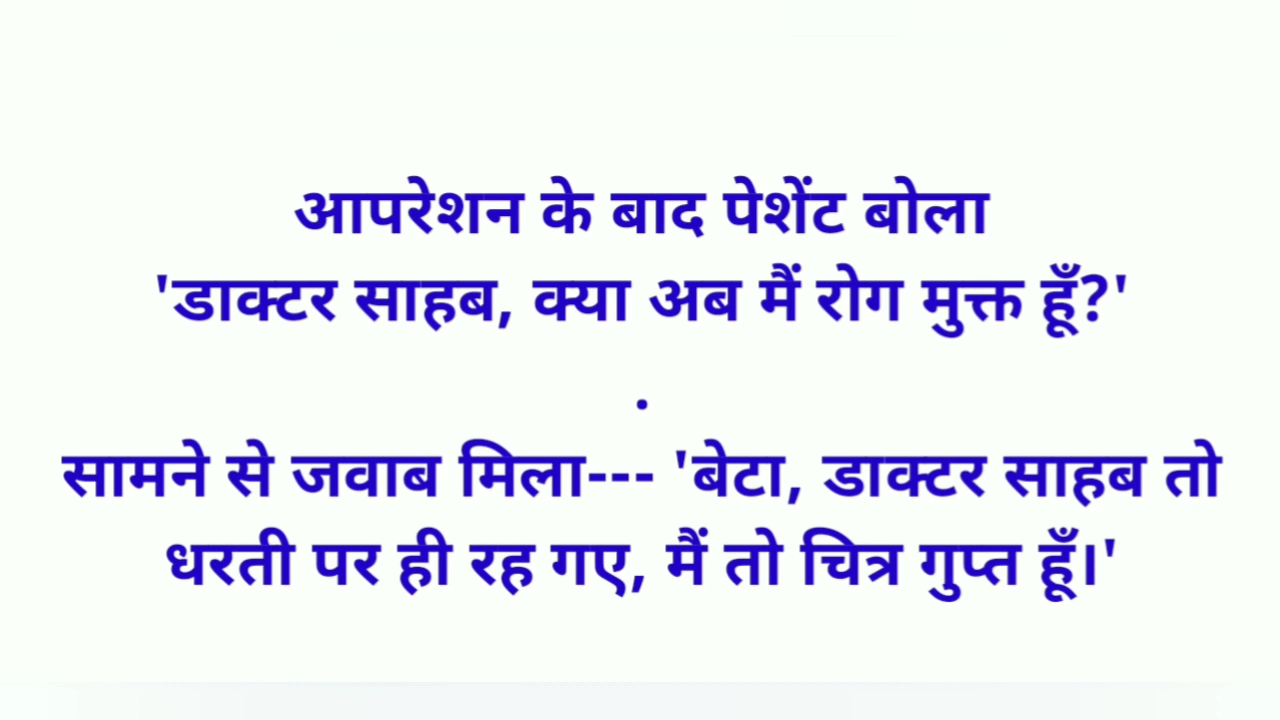 आपरेशन के बाद पेशेंट बोला
'डाक्टर साहब, क्या अब मैं रोग मुक्त हूँ?'
.
सामने से जवाब मिला--- 'बेटा, डाक्टर साहब तो
धरती पर ही रह गए, मैं तो चित्र गुप्त हूँ।'